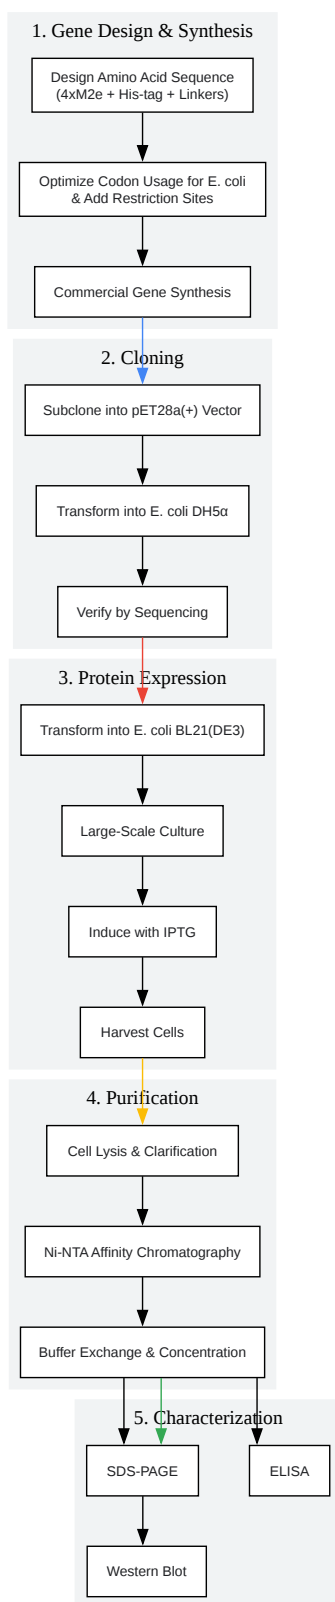 1. Gene Design & Synthesis
Design Amino Acid Sequence
(4xM2e + His-tag + Linkers)
Optimize Codon Usage for E. coli
& Add Restriction Sites
Commercial Gene Synthesis
2. Cloning
Subclone into pET28a(+) Vector
Transform into E. coli DH5α
Verify by Sequencing
3. Protein Expression
Transform into E. coli BL21(DE3)
Large-Scale Culture
Induce with IPTG
Harvest Cells
4. Purification
Cell Lysis & Clarification
Ni-NTA Affinity Chromatography
Buffer Exchange & Concentration
5. Characterization
SDS-PAGE
ELISA
Western Blot